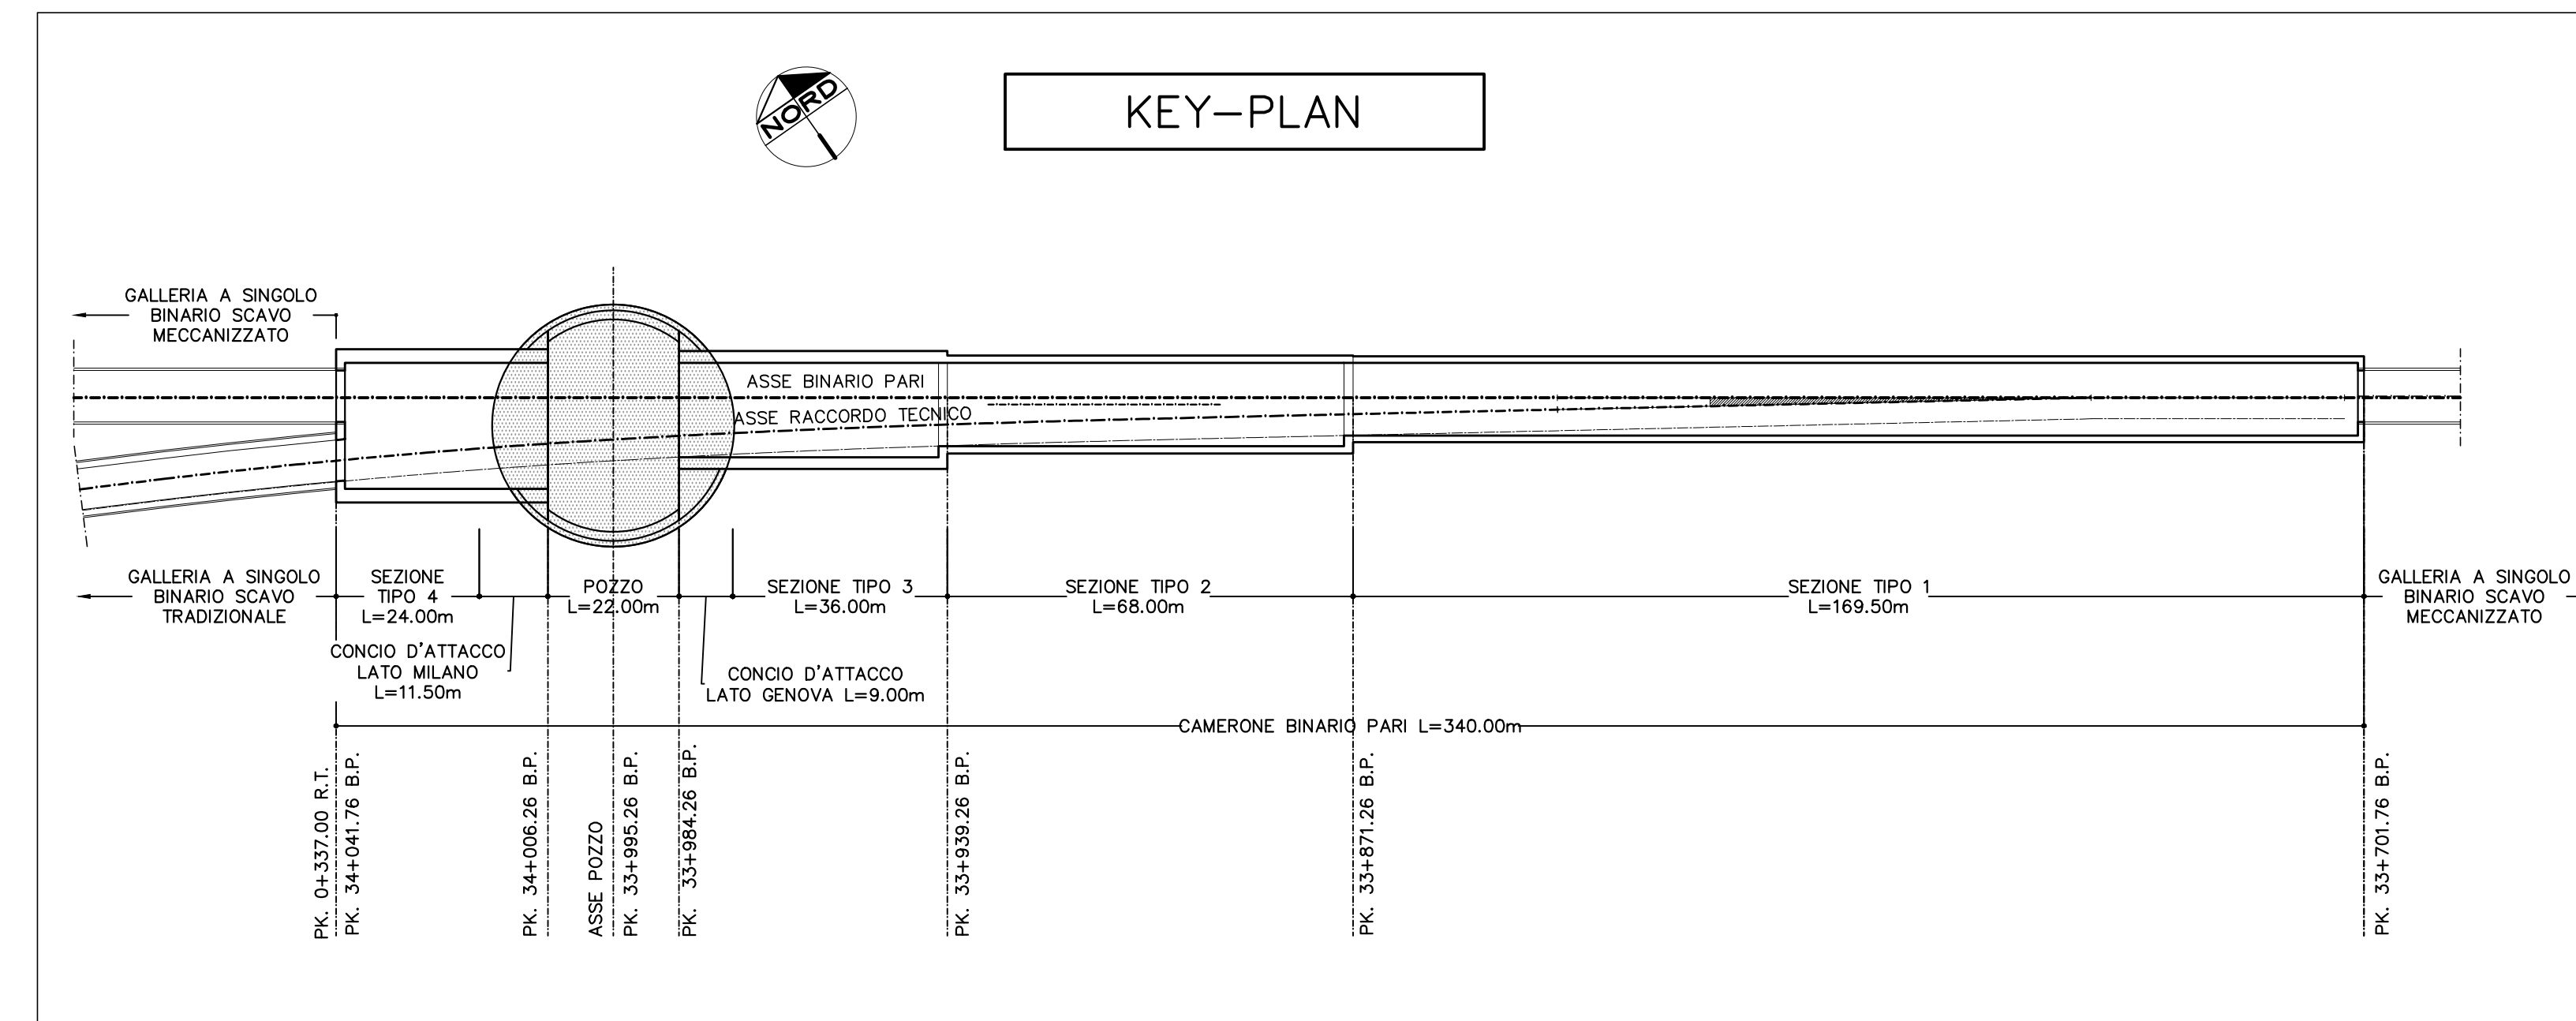 NORD
KEY-PLAN
GALLERIA A SINGOLO
BINARIO SCAVO
MECCANIZZATO
ASSE BINARIO PARI
ASSE RACCORDO TECNICO
GALLERIA A SINGOLO
BINARIO SCAVO
TRADIZIONALE
SEZIONE
TIPO 4
L=24.00m
POZZO
L=22.00m
SEZIONE TIPO 3
L=36.00m
SEZIONE TIPO 2
L=68.00m
SEZIONE TIPO 1
L=169.50m
GALLERIA A SINGOLO
BINARIO SCAVO
MECCANIZZATO
CONCIO D'ATTACCO
LATO MILANO
L=11.50m
CONCIO D'ATTACCO
LATO GENOVA L=9.00m
CAMERONE BINARIO PARI L=340.00m
PK. 0+337.00 R.T.
PK. 34+041.76 B.P.
PK. 34+006.26 B.P.
ASSE POZZO
PK. 33+995.26 B.P.
PK. 33+984.26 B.P.
PK. 33+939.26 B.P.
PK. 33+871.26 B.P.
PK. 33+701.76 B.P.